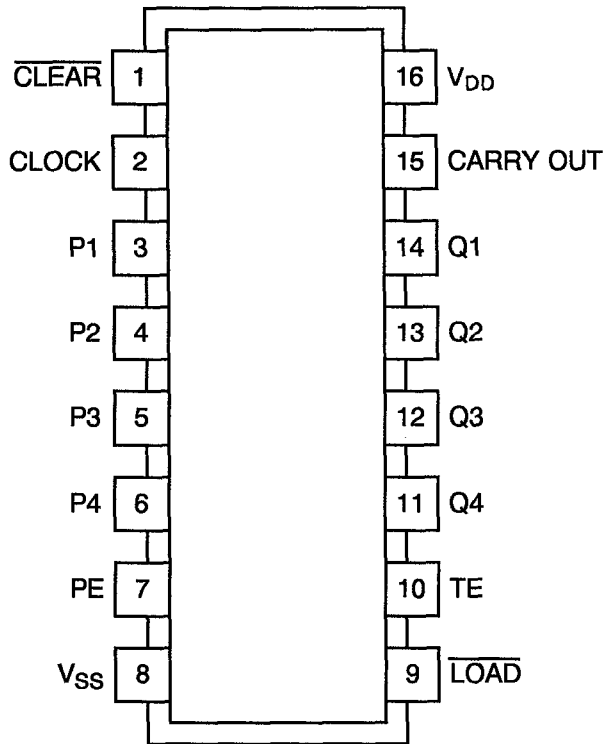 CLEAR 1 16 VDD
CLOCK 2 15 CARRY OUT
P1 3 14 Q1
P2 4 13 Q2
P3 5 12 Q3
P4 6 11 Q4
PE 7 10 TE
VSS 8 9 LOAD